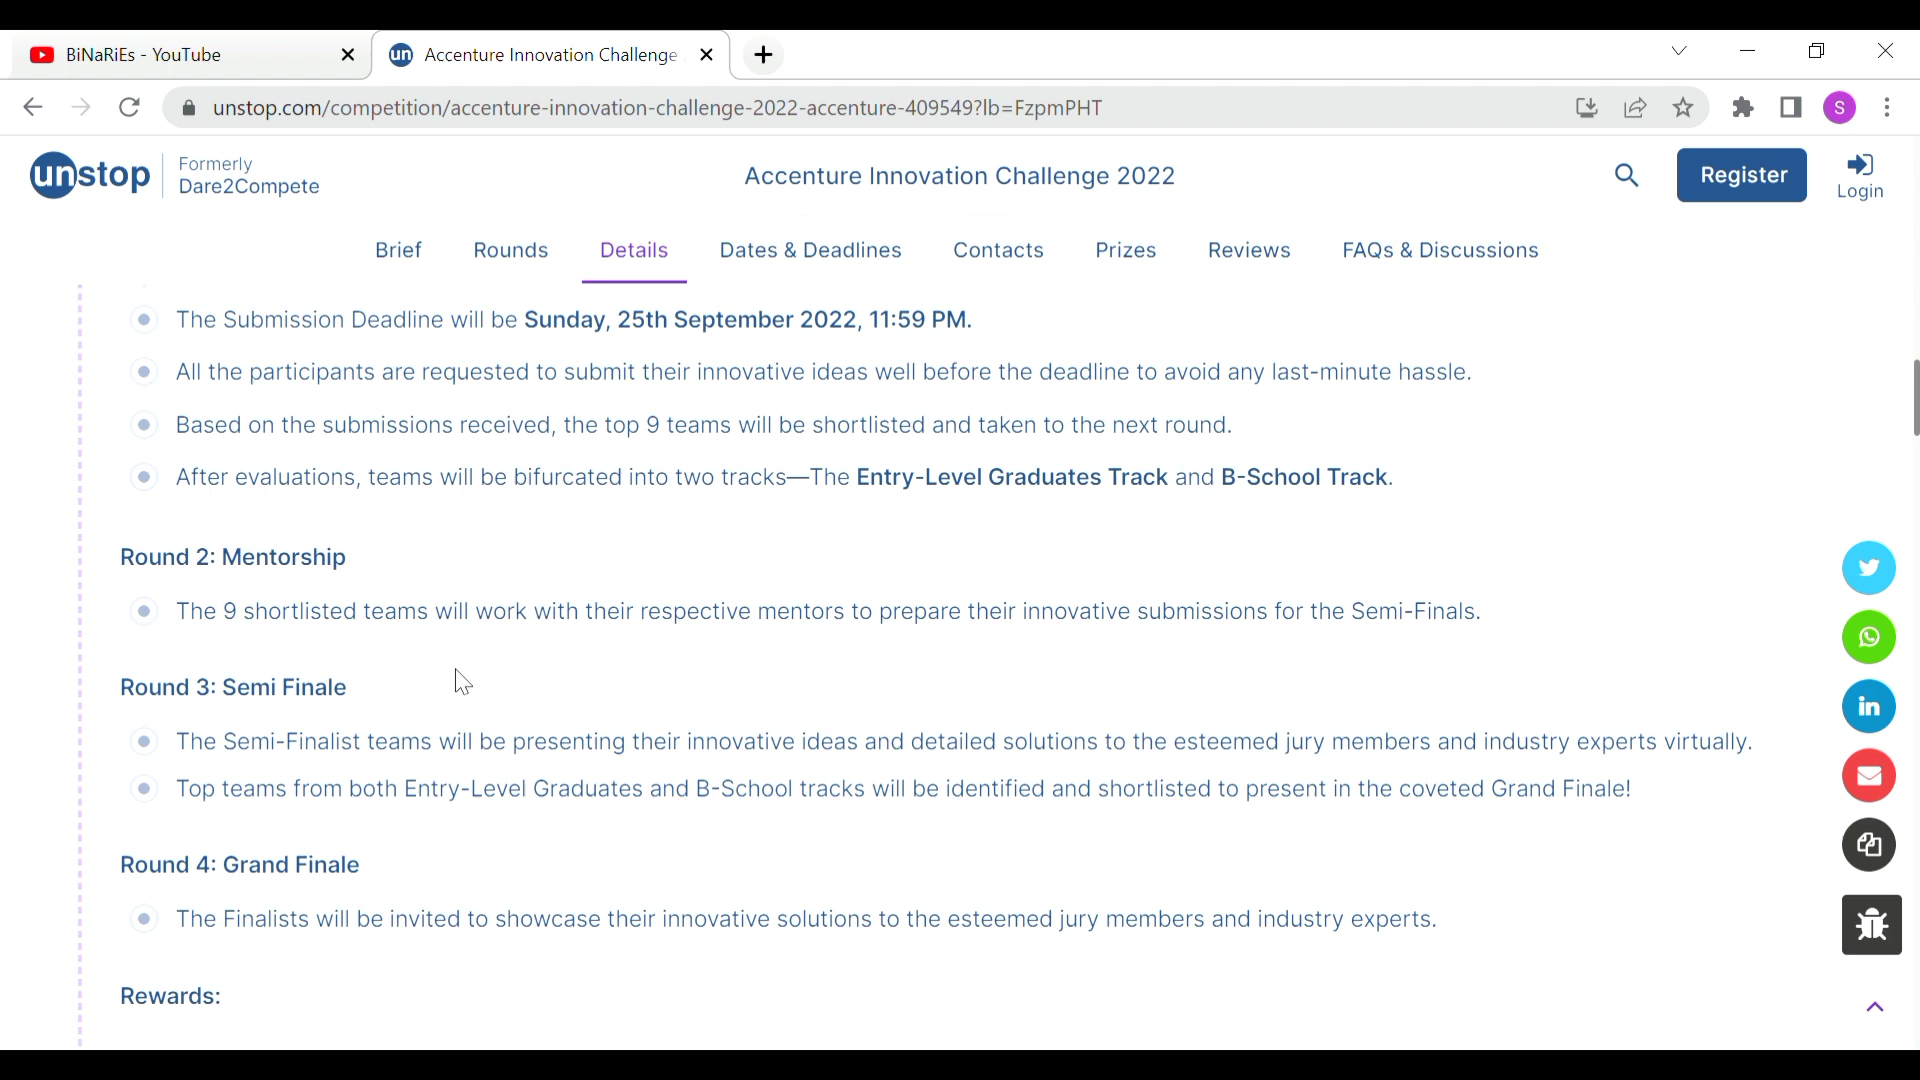 BiNaRiEs - YouTube
Accenture Innovation Challenge
unstop.com/competition/accenture-innovation-challenge-2022-accenture-409549?lb=FzpmPHT
S
unstop
Formerly
Dare2Compete
Accenture Innovation Challenge 2022
Register
Login
Brief Rounds Details Dates & Deadlines Contacts Prizes Reviews FAQs & Discussions
The Submission Deadline will be Sunday, 25th September 2022, 11:59 PM.
All the participants are requested to submit their innovative ideas well before the deadline to avoid any last-minute hassle.
Based on the submissions received, the top 9 teams will be shortlisted and taken to the next round.
After evaluations, teams will be bifurcated into two tracks—The Entry-Level Graduates Track and B-School Track.
Round 2: Mentorship
The 9 shortlisted teams will work with their respective mentors to prepare their innovative submissions for the Semi-Finals.
Round 3: Semi Finale
The Semi-Finalist teams will be presenting their innovative ideas and detailed solutions to the esteemed jury members and industry experts virtually.
Top teams from both Entry-Level Graduates and B-School tracks will be identified and shortlisted to present in the coveted Grand Finale!
Round 4: Grand Finale
The Finalists will be invited to showcase their innovative solutions to the esteemed jury members and industry experts.
Rewards: